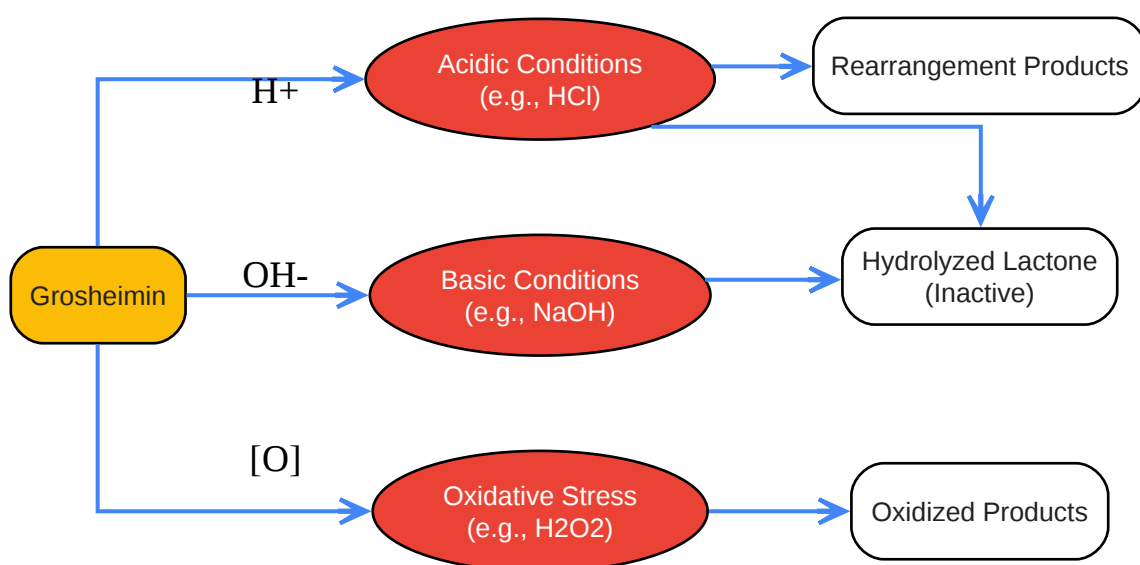 Acidic Conditions
(e.g., HCl)
Rearrangement Products
H+
Grosheimin
OH-
Basic Conditions
(e.g., NaOH)
Hydrolyzed Lactone
(Inactive)
[O]
Oxidative Stress
(e.g., H2O2)
Oxidized Products